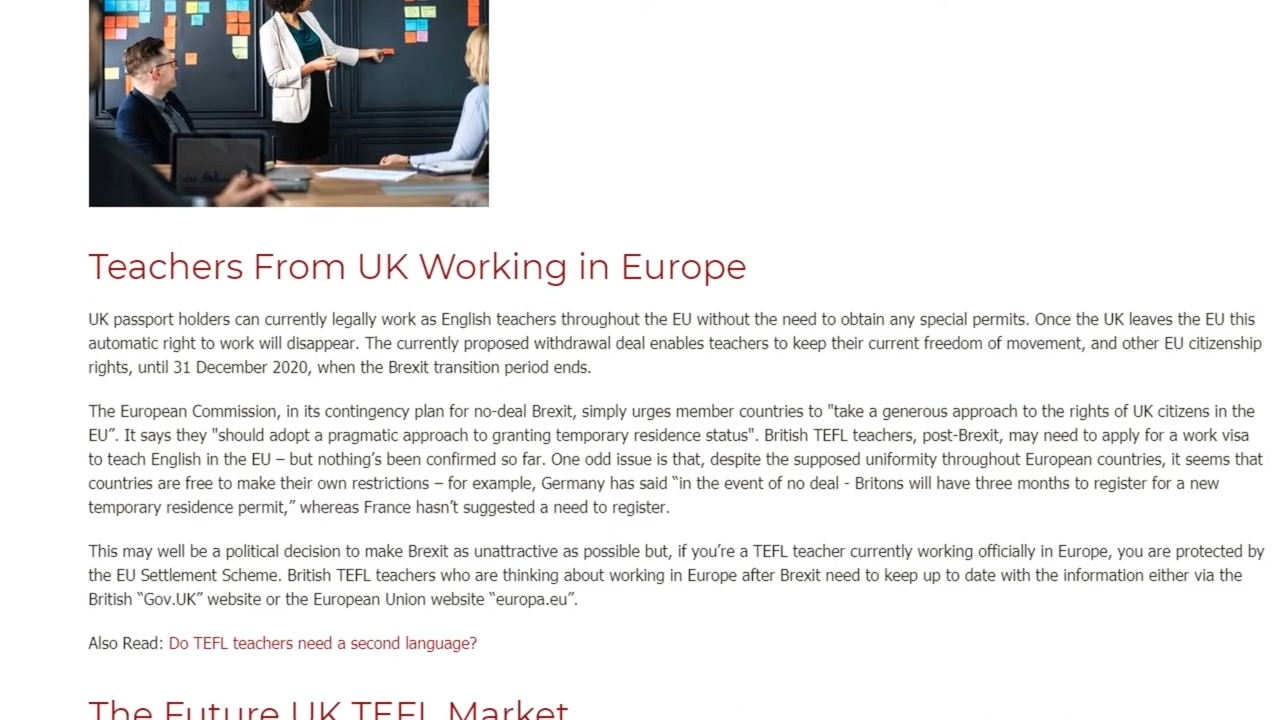 Teachers From UK Working in Europe
UK passport holders can currently legally work as English teachers throughout the EU without the need to obtain any special permits. Once the UK leaves the EU this
automatic right to work will disappear. The currently proposed withdrawal deal enables teachers to keep their current freedom of movement, and other EU citizenship
rights, until 31 December 2020, when the Brexit transition period ends.
The European Commission, in its contingency plan for no-deal Brexit, simply urges member countries to "take a generous approach to the rights of UK citizens in the
EU”. It says they "should adopt a pragmatic approach to granting temporary residence status". British TEFL teachers, post-Brexit, may need to apply for a work visa
to teach English in the EU – but nothing’s been confirmed so far. One odd issue is that, despite the supposed uniformity throughout European countries, it seems that
countries are free to make their own restrictions – for example, Germany has said “in the event of no deal - Britons will have three months to register for a new
temporary residence permit,” whereas France hasn’t suggested a need to register.
This may well be a political decision to make Brexit as unattractive as possible but, if you’re a TEFL teacher currently working officially in Europe, you are protected by
the EU Settlement Scheme. British TEFL teachers who are thinking about working in Europe after Brexit need to keep up to date with the information either via the
British “Gov.UK” website or the European Union website “europa.eu”.
Also Read: Do TEFL teachers need a second language?
The Future UK TEFL Market